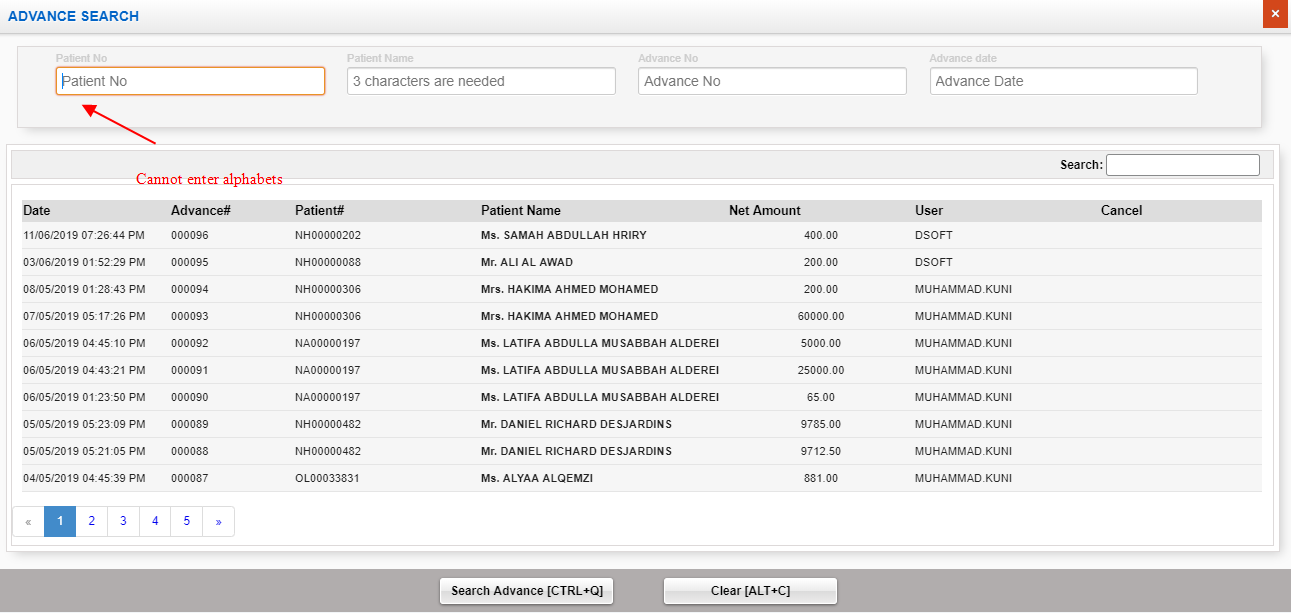 ADVANCE SEARCH
×
Patient No Patient Name Advance No Advance date
Patient No 3 characters are needed Advance No Advance Date
Search:
Cannot enter alphabets
Date Advance# Patient# Patient Name Net Amount User Cancel
11/06/2019 07:26:44 PM 000096 NH00000202 Ms. SAMAH ABDULLAH HRIRY 400.00 DSOFT
03/06/2019 01:52:29 PM 000095 NH00000088 Mr. ALI AL AWAD 200.00 DSOFT
08/05/2019 01:28:43 PM 000094 NH00000306 Mrs. HAKIMA AHMED MOHAMED 200.00 MUHAMMAD.KUNI
07/05/2019 05:17:26 PM 000093 NH00000306 Mrs. HAKIMA AHMED MOHAMED 60000.00 MUHAMMAD.KUNI
06/05/2019 04:45:10 PM 000092 NA00000197 Ms. LATIFA ABDULLA MUSABBAH ALDEREI 5000.00 MUHAMMAD.KUNI
06/05/2019 04:43:21 PM 000091 NA00000197 Ms. LATIFA ABDULLA MUSABBAH ALDEREI 25000.00 MUHAMMAD.KUNI
06/05/2019 01:23:50 PM 000090 NA00000197 Ms. LATIFA ABDULLA MUSABBAH ALDEREI 65.00 MUHAMMAD.KUNI
05/05/2019 05:23:09 PM 000089 NH00000482 Mr. DANIEL RICHARD DESJARDINS 9785.00 MUHAMMAD.KUNI
05/05/2019 05:21:05 PM 000088 NH00000482 Mr. DANIEL RICHARD DESJARDINS 9712.50 MUHAMMAD.KUNI
04/05/2019 04:45:39 PM 000087 OL00033831 Ms. ALYAA ALQEMZI 881.00 MUHAMMAD.KUNI
« 1 2 3 4 5 »
Search Advance [CTRL+Q] Clear [ALT+C]